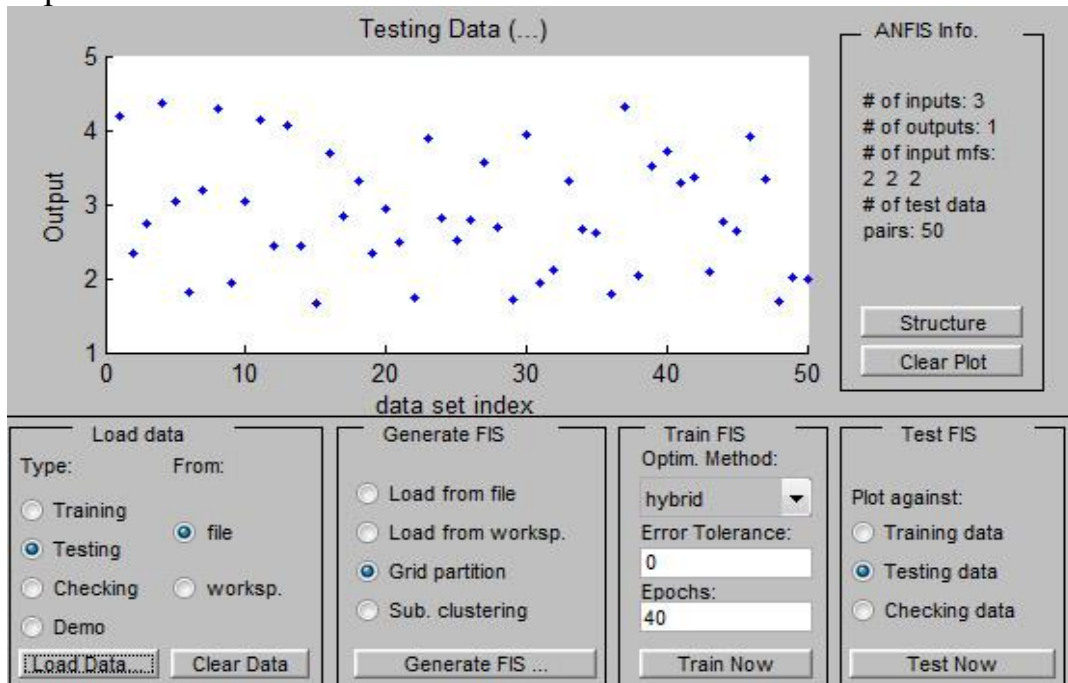 Testing Data (...)
5
4
3
2
1
Output
0
10
20
30
40
50
data set index
ANFIS Info.
# of inputs: 3
# of outputs: 1
# of input mfs:
2 2 2
# of test data
pairs: 50
Structure
Clear Plot
Load data
Type:
From:
Training
Testing
Checking
Demo
file
worksp.
Load Data...
Clear Data
Generate FIS
Load from file
Load from worksp.
Grid partition
Sub. clustering
Generate FIS ...
Train FIS
Optim. Method:
hybrid
Error Tolerance:
0
Epochs:
40
Train Now
Test FIS
Plot against:
Training data
Testing data
Checking data
Test Now